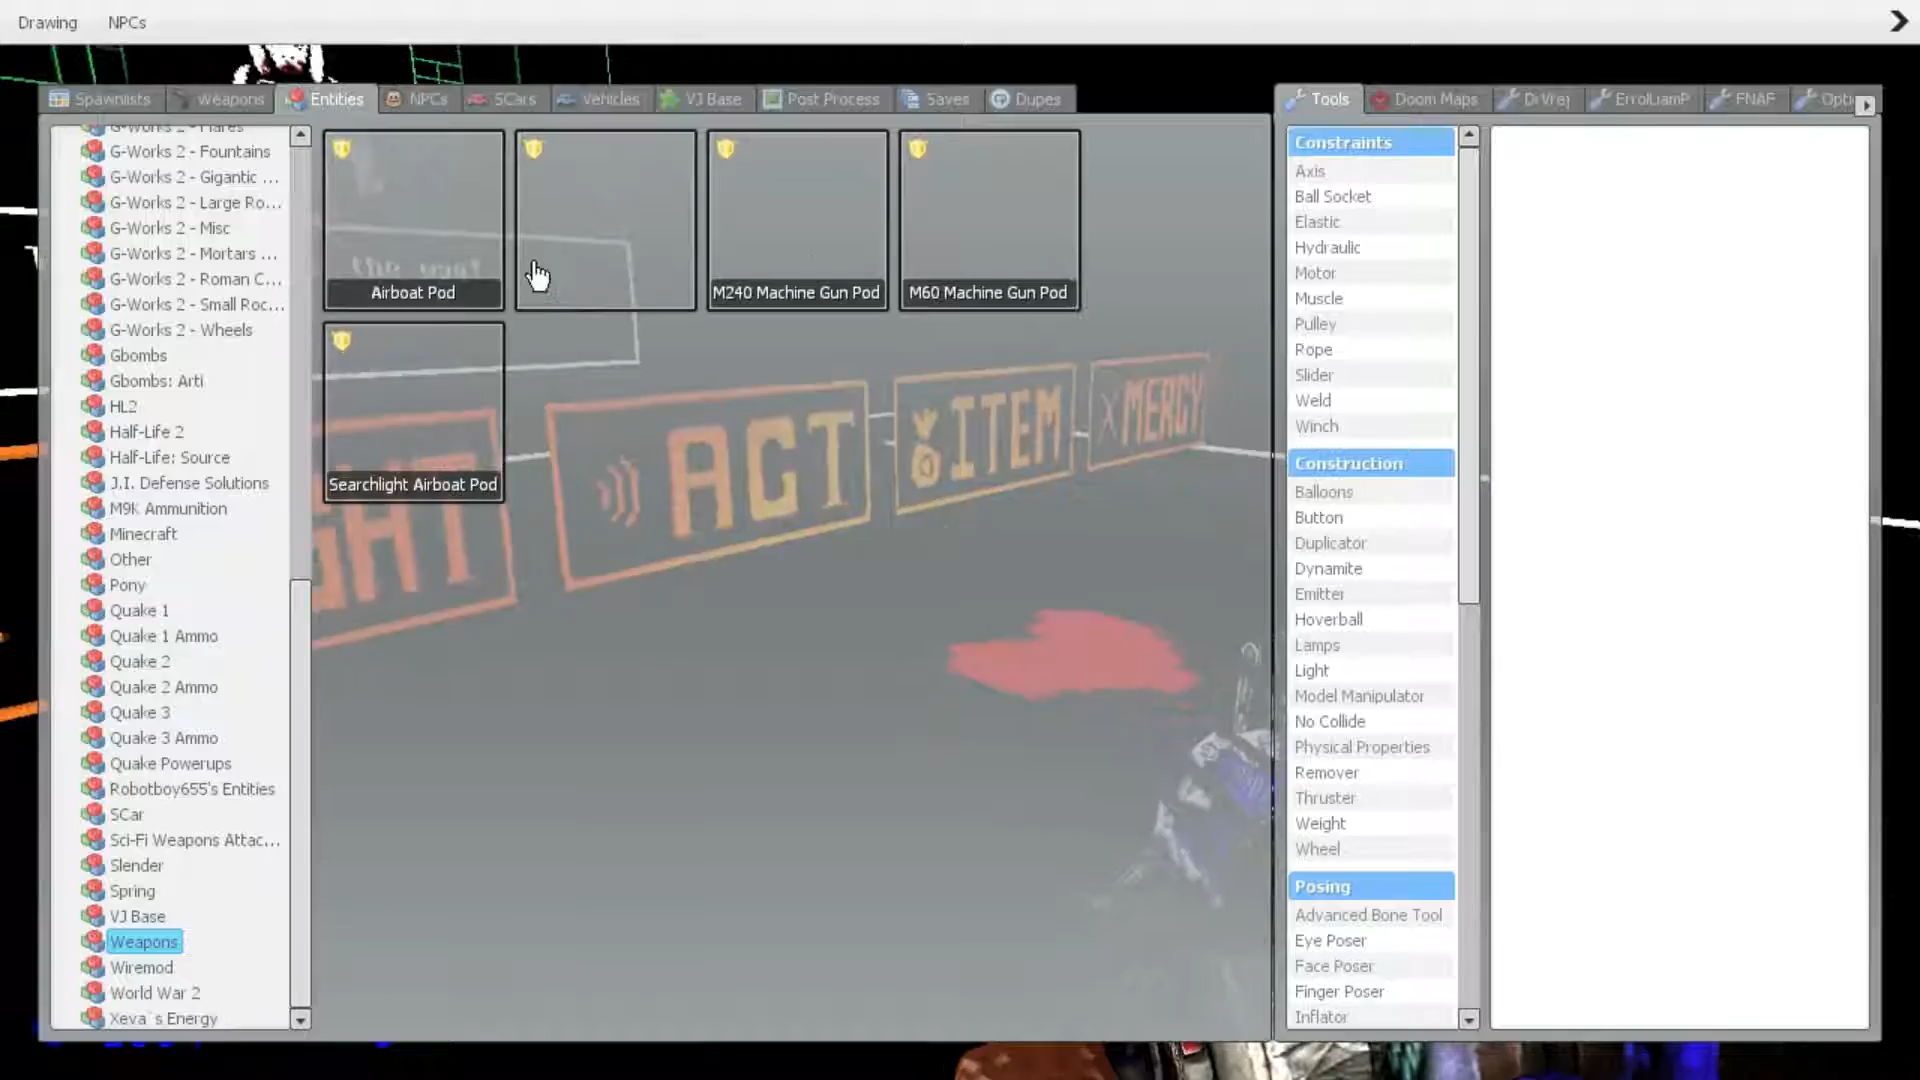 Drawing NPCs
Spawnlists Weapons Entities NPCs SCars Vehicles VJ Base Post Process Saves Dupes
Tools Doom Maps DrVrej ErrolLiamP FNAF
G-Works 2 - Flares
G-Works 2 - Fountains
G-Works 2 - Gigantic ...
G-Works 2 - Large Ro...
G-Works 2 - Misc
G-Works 2 - Mortars ...
G-Works 2 - Roman C...
G-Works 2 - Small Roc...
G-Works 2 - Wheels
Gbombs
Gbombs: Arti
HL2
Half-Life 2
Half-Life: Source
J.I. Defense Solutions
M9K Ammunition
Minecraft
Other
Pony
Quake 1
Quake 1 Ammo
Quake 2
Quake 2 Ammo
Quake 3
Quake 3 Ammo
Quake Powerups
Robotboy655's Entities
SCar
Sci-Fi Weapons Attac...
Slender
Spring
VJ Base
Weapons
Wiremod
World War 2
Xeva`s Energy
Airboat Pod
M240 Machine Gun Pod
M60 Machine Gun Pod
Searchlight Airboat Pod
ACT
ITEM
MERCY
Constraints
Axis
Ball Socket
Elastic
Hydraulic
Motor
Muscle
Pulley
Rope
Slider
Weld
Winch
Construction
Balloons
Button
Duplicator
Dynamite
Emitter
Hoverball
Lamps
Light
Model Manipulator
No Collide
Physical Properties
Remover
Thruster
Weight
Wheel
Posing
Advanced Bone Tool
Eye Poser
Face Poser
Finger Poser
Inflator